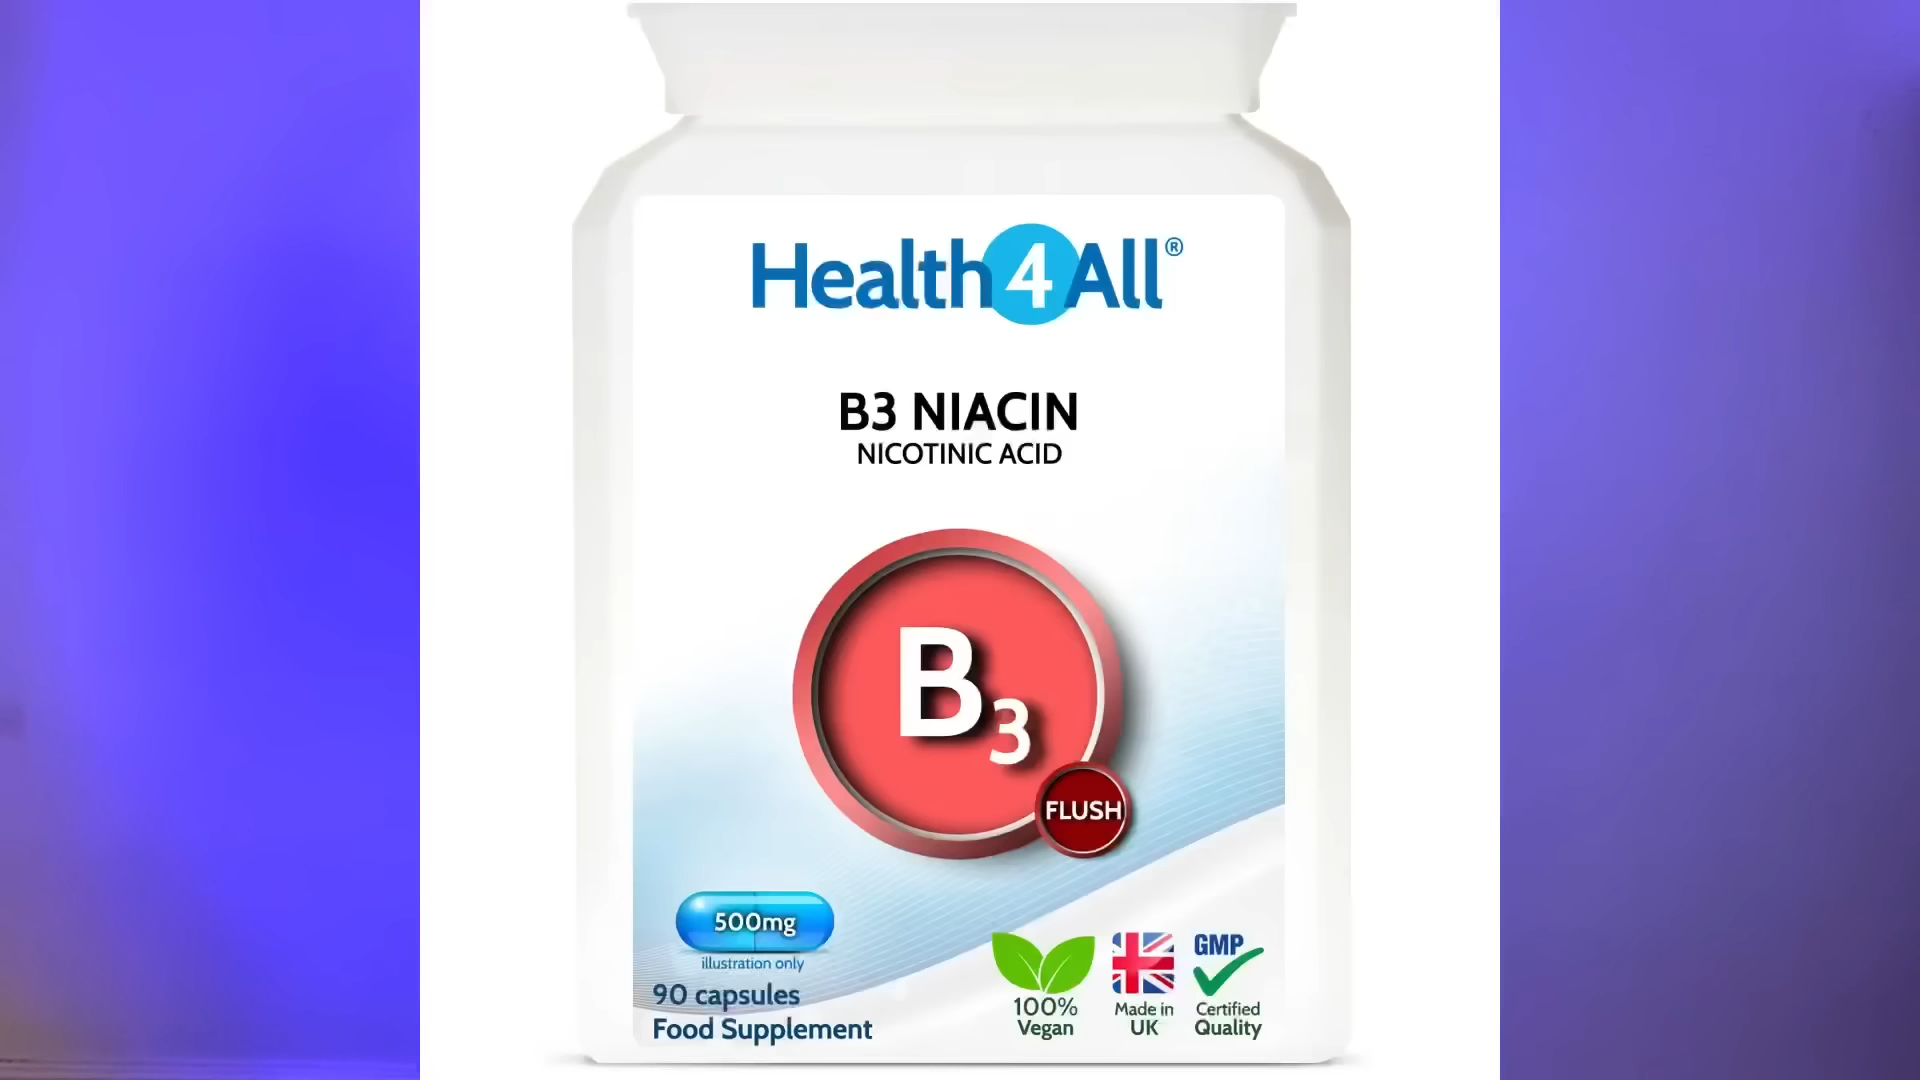 Health4All®
B3 NIACIN
NICOTINIC ACID
B3
FLUSH
500mg
illustration only
90 capsules
Food Supplement
100%
Vegan
Made in
UK
GMP
Certified
Quality